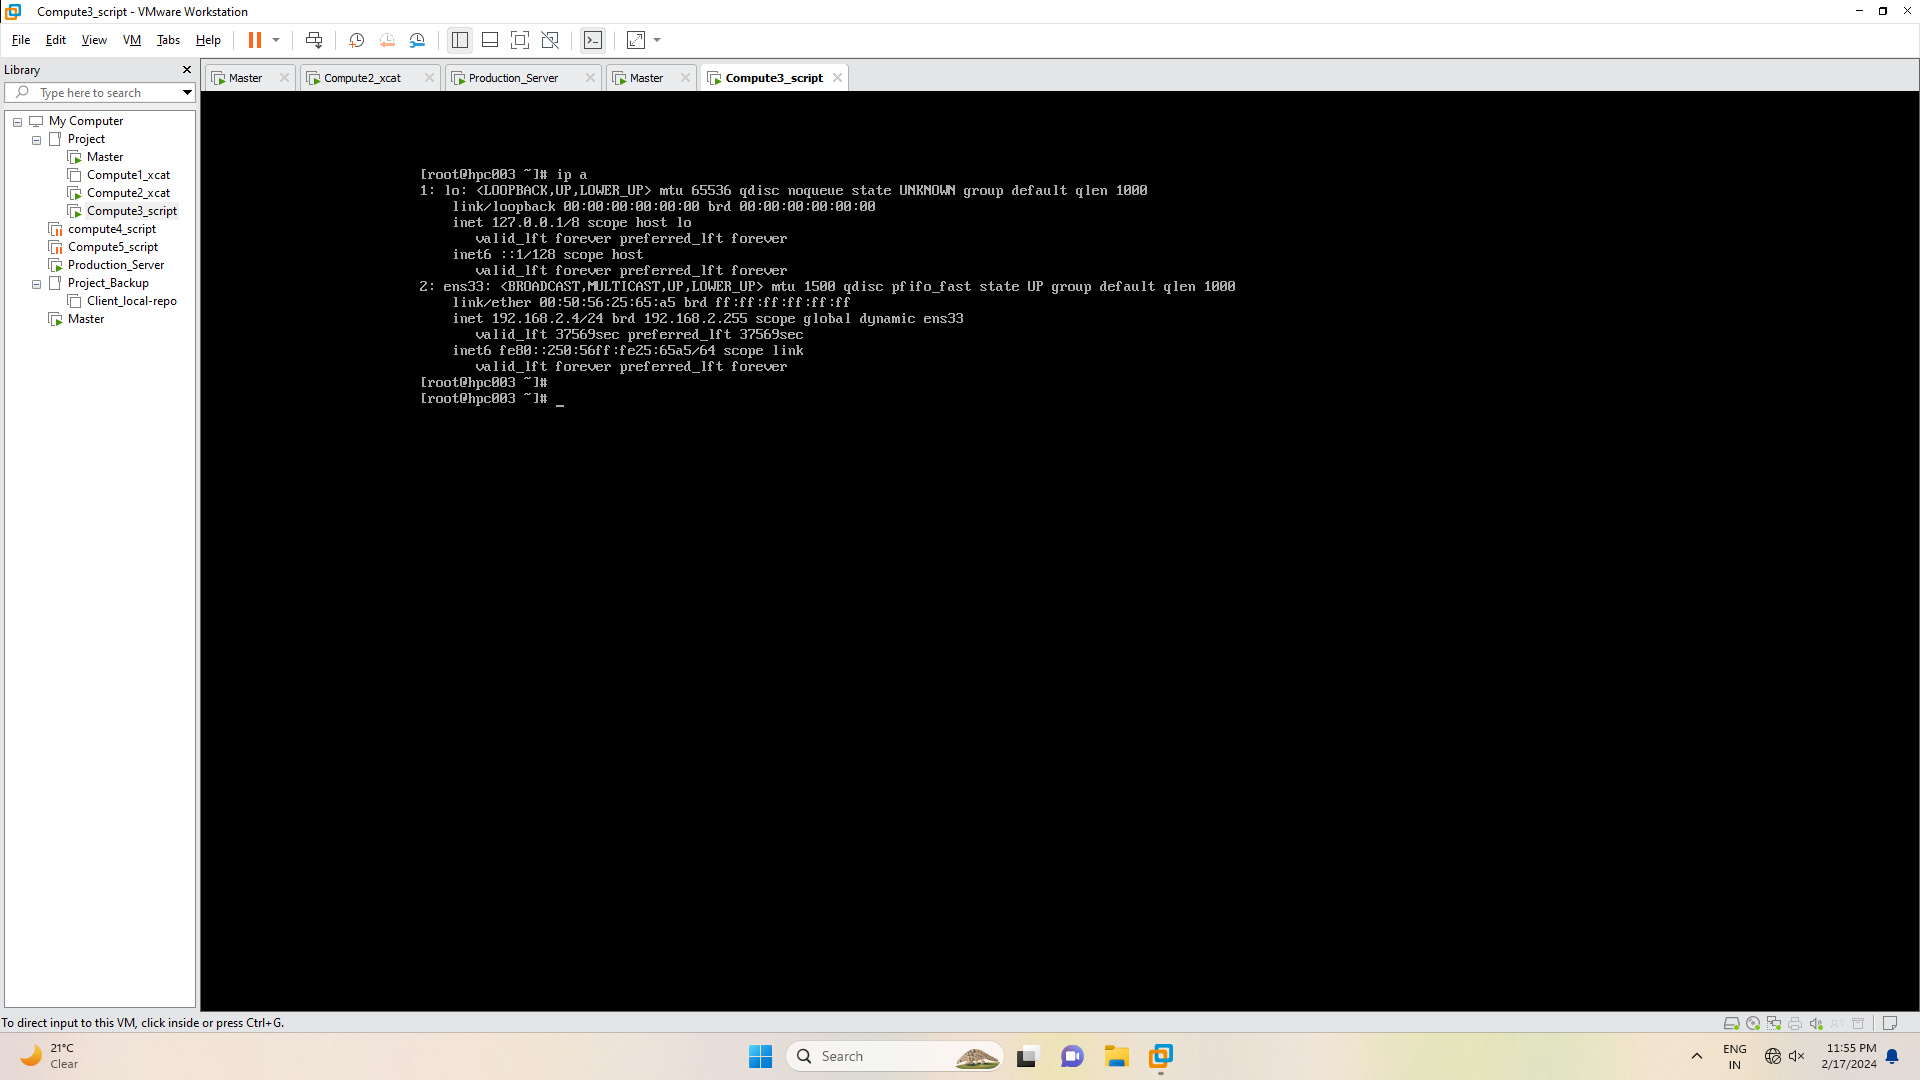 Compute3_script - VMware Workstation
File Edit View VM Tabs Help
Library
Type here to search
My Computer
Project
Master
Compute1_xcat
Compute2_xcat
Compute3_script
compute4_script
Compute5_script
Production_Server
Project_Backup
Client_local-repo
Master
Master Compute2_xcat Production_Server Master Compute3_script
[root@hpc003 ~]# ip a
1: lo: <LOOPBACK,UP,LOWER_UP> mtu 65536 qdisc noqueue state UNKNOWN group default qlen 1000
link/loopback 00:00:00:00:00:00 brd 00:00:00:00:00:00
inet 127.0.0.1/8 scope host lo
valid_lft forever preferred_lft forever
inet6 ::1/128 scope host
valid_lft forever preferred_lft forever
2: ens33: <BROADCAST,MULTICAST,UP,LOWER_UP> mtu 1500 qdisc pfifo_fast state UP group default qlen 1000
link/ether 00:50:56:25:65:a5 brd ff:ff:ff:ff:ff:ff
inet 192.168.2.4/24 brd 192.168.2.255 scope global dynamic ens33
valid_lft 37569sec preferred_lft 37569sec
inet6 fe80::250:56ff:fe25:65a5/64 scope link
valid_lft forever preferred_lft forever
[root@hpc003 ~]#
[root@hpc003 ~]# _
To direct input to this VM, click inside or press Ctrl+G.
21°C
Clear
Search
ENG
IN
11:55 PM
2/17/2024